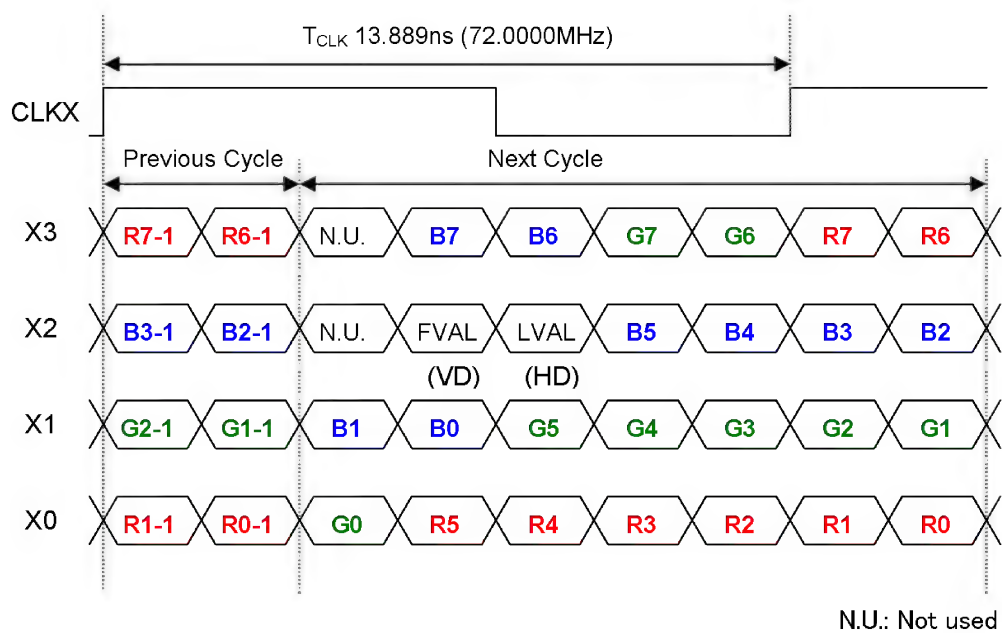 TCLK 13.889ns (72.0000MHz)
CLKX
Previous Cycle Next Cycle
X3 R7-1 R6-1 N.U. B7 B6 G7 G6 R7 R6
X2 B3-1 B2-1 N.U. FVAL LVAL B5 B4 B3 B2
(VD) (HD)
X1 G2-1 G1-1 B1 B0 G5 G4 G3 G2 G1
X0 R1-1 R0-1 G0 R5 R4 R3 R2 R1 R0
N.U.: Not used